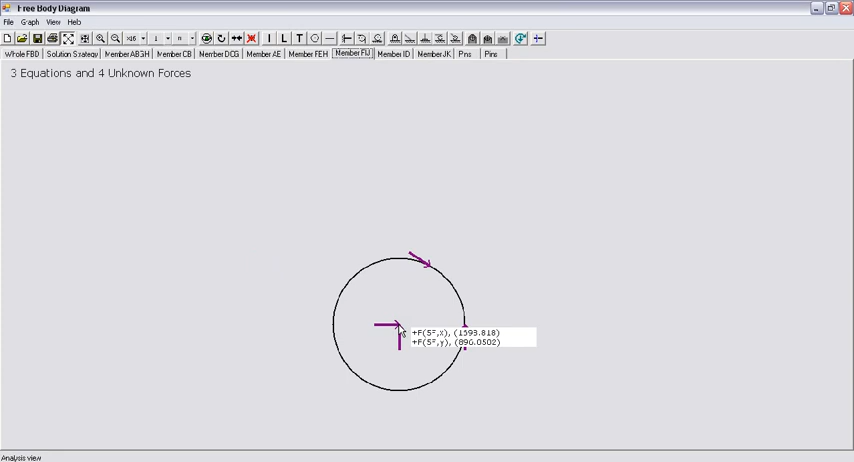 Free Body Diagram
File Graph View Help
x16 1 n
Whole FBD Solution Strategy Member ABGH Member CB Member DCG Member AE Member FEH Member FIJ Member ID Member JK Pins Pins
3 Equations and 4 Unknown Forces
+F(5=,x), (1593.818)
+F(5=,y), (896.0502)
Analysis view